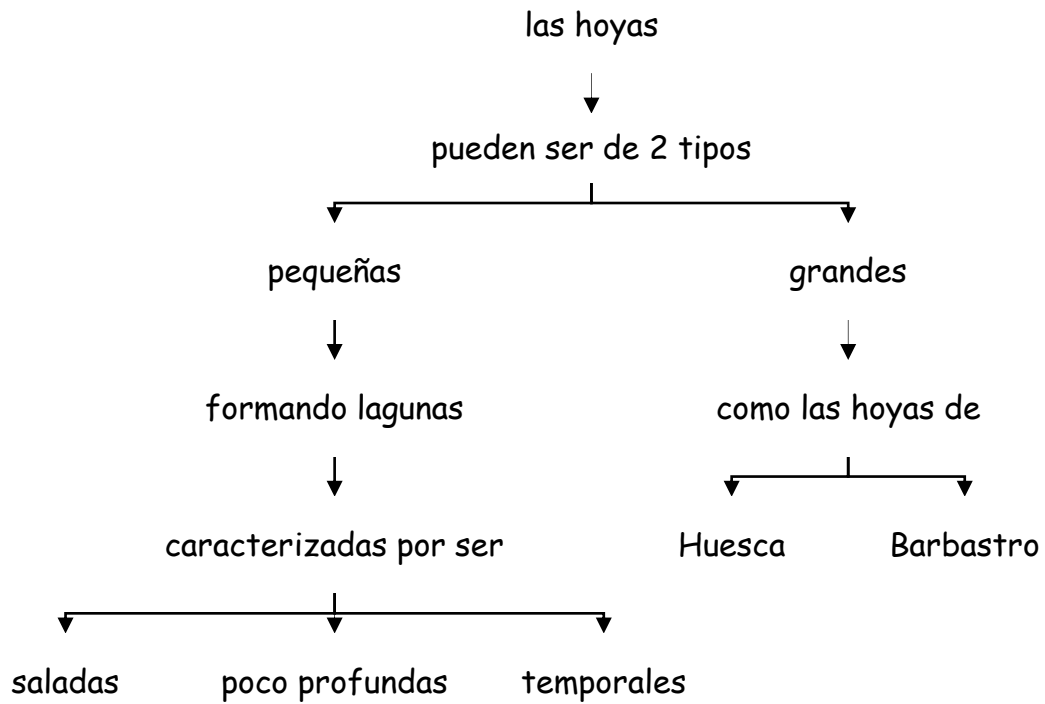 las hoyas
pueden ser de 2 tipos
pequeñas grandes
formando lagunas como las hoyas de
caracterizadas por ser Huesca Barbastro
saladas poco profundas temporales